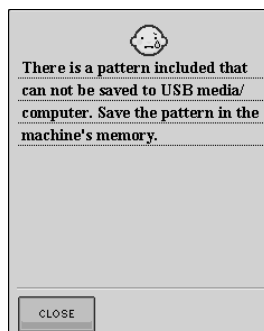 There is a pattern included that
can not be saved to USB media/
computer. Save the pattern in the
machine's memory.
CLOSE